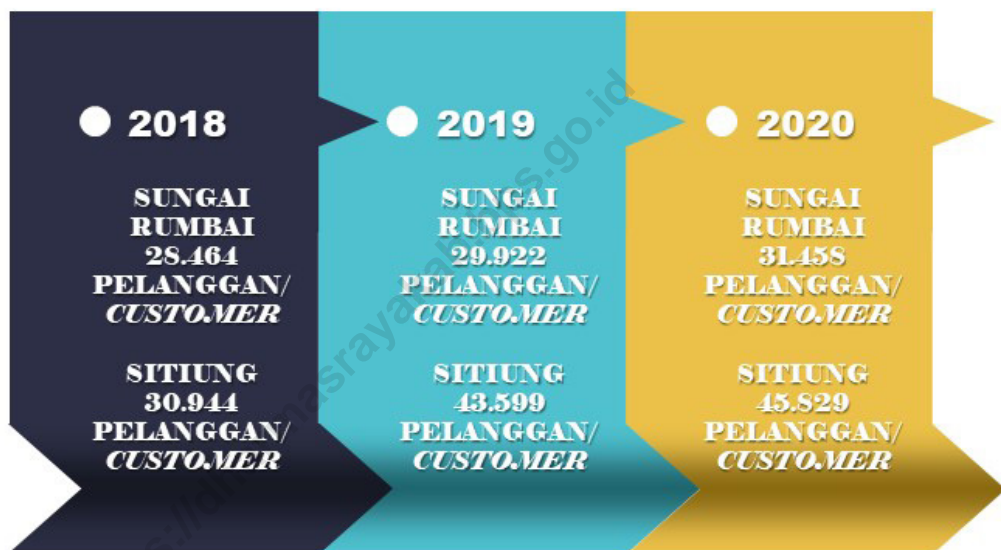 2018
SUNGAI
RUMBAI
28.464
PELANGGAN/
CUSTOMER
SITIUNG
30.944
PELANGGAN/
CUSTOMER
2019
SUNGAI
RUMBAI
29.922
PELANGGAN/
CUSTOMER
SITIUNG
43.599
PELANGGAN/
CUSTOMER
2020
SUNGAI
RUMBAI
31.458
PELANGGAN/
CUSTOMER
SITIUNG
45.829
PELANGGAN/
CUSTOMER